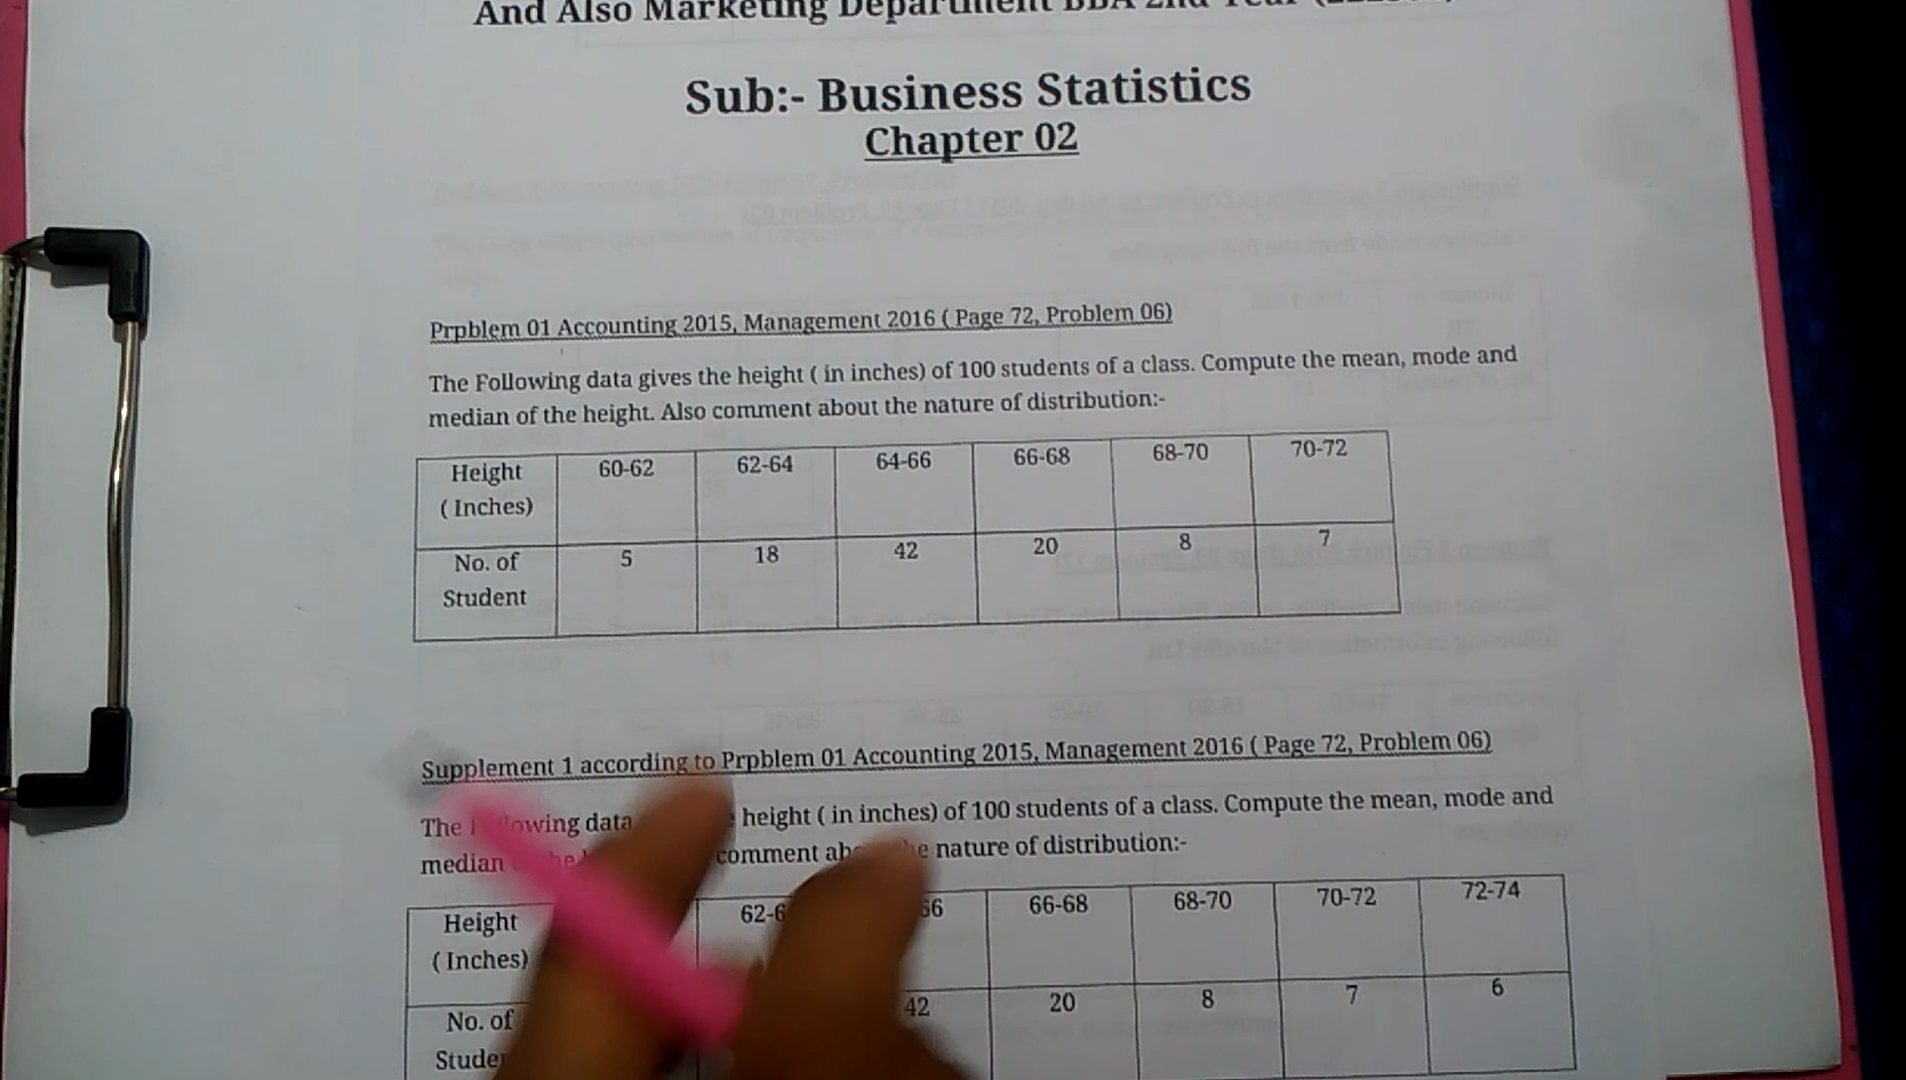 And Also Marketing Department BBA 2nd Year
Sub:- Business Statistics
Chapter 02
Prpblem 01 Accounting 2015, Management 2016 ( Page 72, Problem 06)
The Following data gives the height ( in inches) of 100 students of a class. Compute the mean, mode and
median of the height. Also comment about the nature of distribution:-
Height 60-62 62-64 64-66 66-68 68-70 70-72
( Inches)
No. of 5 18 42 20 8 7
Student
Supplement 1 according to Prpblem 01 Accounting 2015, Management 2016 ( Page 72, Problem 06)
The data height ( in inches) of 100 students of a class. Compute the mean, mode and
median comment nature of distribution:-
Height 66-68 68-70 70-72 72-74
( Inches)
No. of 42 20 8 7 6